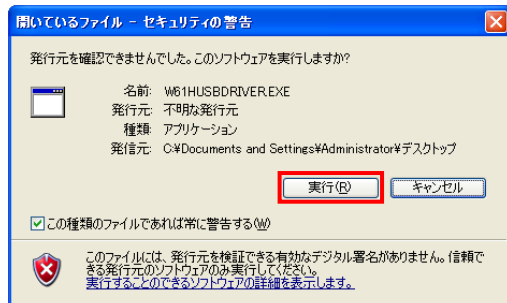 開いているファイル - セキュリティの警告
発行元を確認できませんでした。このソフトウェアを実行しますか?
名前: W61HUSBDRIVER.EXE
発行元: 不明な発行元
種類: アプリケーション
発信元: C:¥Documents and Settings¥Administrator¥デスクトップ
実行(R)
キャンセル
この種類のファイルであれば常に警告する(W)
このファイルには、発行元を検証できる有効なデジタル署名がありません。信頼で
きる発行元のソフトウェアのみ実行してください。
実行することのできるソフトウェアの詳細を表示します。